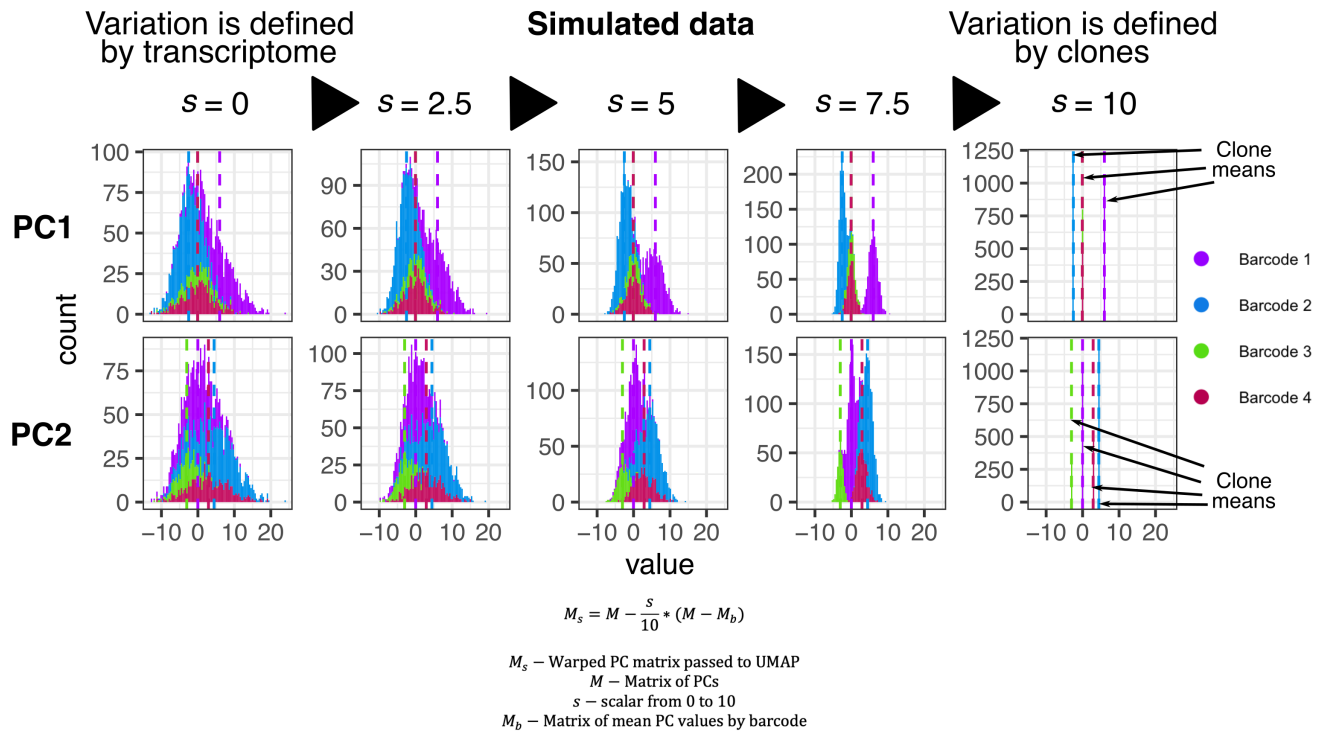 Variation is defined
by transcriptome
Simulated data
Variation is defined
by clones
s = 0
s = 2.5
s = 5
s = 7.5
s = 10
PC1
100
75
50
25
0
90
60
30
0
150
100
50
0
200
150
100
50
0
1250
1000
750
500
250
0
Clone
means
Barcode 1
Barcode 2
Barcode 3
Barcode 4
count
PC2
75
50
25
0
100
75
50
25
0
100
50
0
150
100
50
0
1250
1000
750
500
250
0
Clone
means
−10 0 10 20
−10 0 10 20
−10 0 10 20
−10 0 10 20
−10 0 10 20
value
M_s = M − s/10 * (M − M_b)
M_s − Warped PC matrix passed to UMAP
M − Matrix of PCs
s − scalar from 0 to 10
M_b − Matrix of mean PC values by barcode